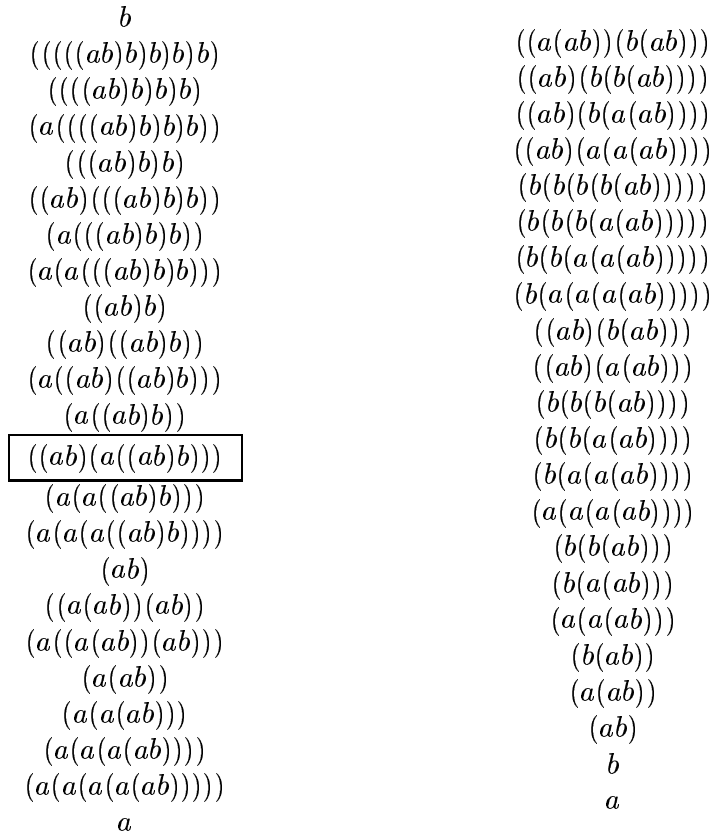 b
(((((ab)b)b)b)b)
((((ab)b)b)b)
(a((((ab)b)b)b))
(((ab)b)b)
((ab)(((ab)b)b))
(a(((ab)b)b))
(a(a(((ab)b)b)))
((ab)b)
((ab)((ab)b))
(a((ab)((ab)b)))
(a((ab)b))
((ab)(a((ab)b)))
(a(a((ab)b)))
(a(a(a((ab)b))))
(ab)
((a(ab))(ab))
(a((a(ab))(ab)))
(a(ab))
(a(a(ab)))
(a(a(a(ab))))
(a(a(a(a(ab)))))
a
((a(ab))(b(ab)))
((ab)(b(b(ab))))
((ab)(b(a(ab))))
((ab)(a(a(ab))))
(b(b(b(b(ab)))))
(b(b(b(a(ab)))))
(b(b(a(a(ab)))))
(b(a(a(a(ab)))))
((ab)(b(ab)))
((ab)(a(ab)))
(b(b(b(ab))))
(b(b(a(ab))))
(b(a(a(ab))))
(a(a(a(ab))))
(b(b(ab)))
(b(a(ab)))
(a(a(ab)))
(b(ab))
(a(ab))
(ab)
b
a